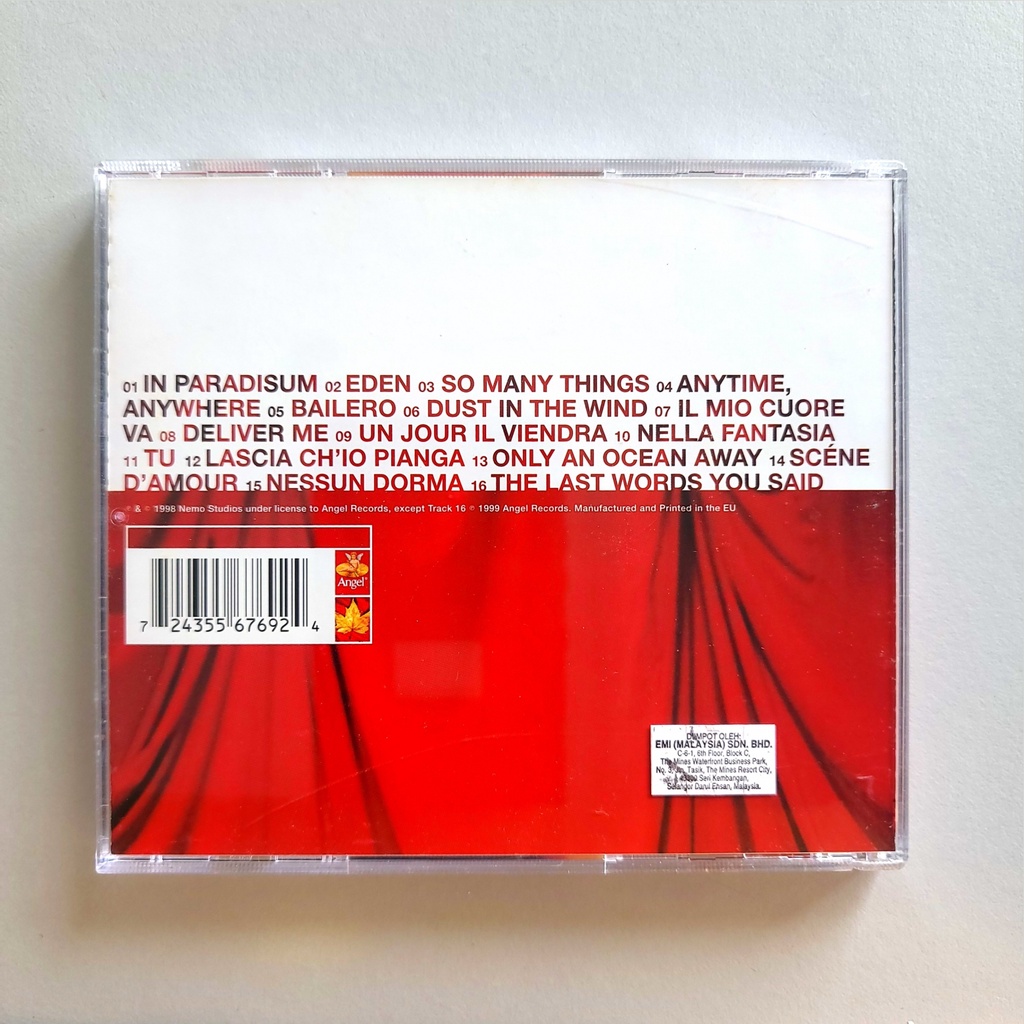 01 IN PARADISUM 02 EDEN 03 SO MANY THINGS 04 ANYTIME,
ANYWHERE 05 BAILERO 06 DUST IN THE WIND 07 IL MIO CUORE
VA 08 DELIVER ME 09 UN JOUR IL VIENDRA 10 NELLA FANTASIA
11 TU 12 LASCIA CH'IO PIANGA 13 ONLY AN OCEAN AWAY 14 SCÉNE
D'AMOUR 15 NESSUN DORMA 16 THE LAST WORDS YOU SAID
℗ & © 1998 Nemo Studios under license to Angel Records, except Track 16 ℗ 1999 Angel Records. Manufactured and Printed in the EU
Angel®
7 24355 67692 4
DIIMPOT OLEH:
EMI (MALAYSIA) SDN. BHD.
C-6-1, 6th Floor, Block C,
The Mines Waterfront Business Park,
No. 3, Jln. Tasik, The Mines Resort City,
43300 Seri Kembangan,
Selangor Darul Ehsan, Malaysia.